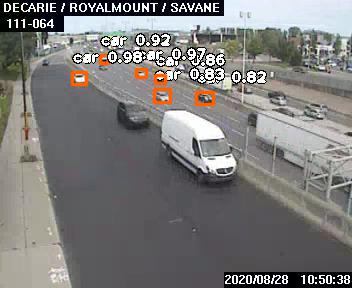 DECARIE / ROYALMOUNT / SAVANE
111-064
car 0.92
car 0.97
car 0.98
0.86
car 0.83
0.82
2020/08/28 10:50:38